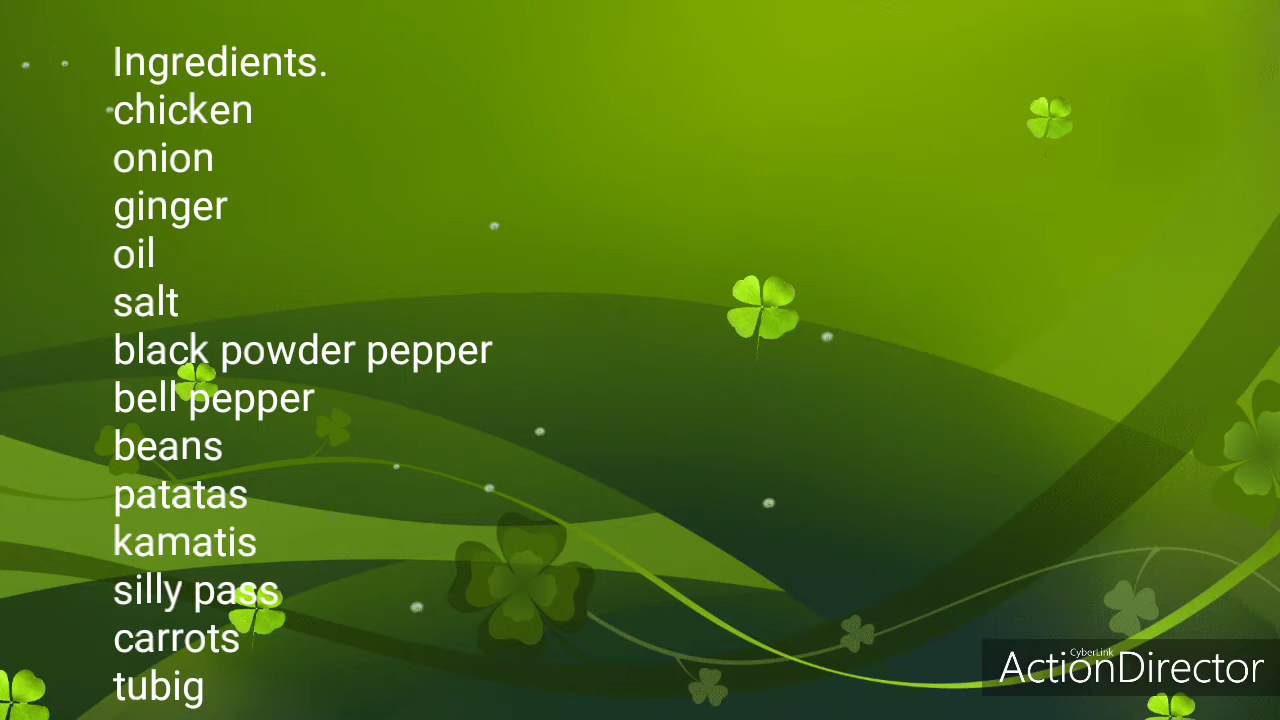 Ingredients.
chicken
onion
ginger
oil
salt
black powder pepper
bell pepper
beans
patatas
kamatis
silly pass
carrots
tubig
CyberLink
ActionDirector